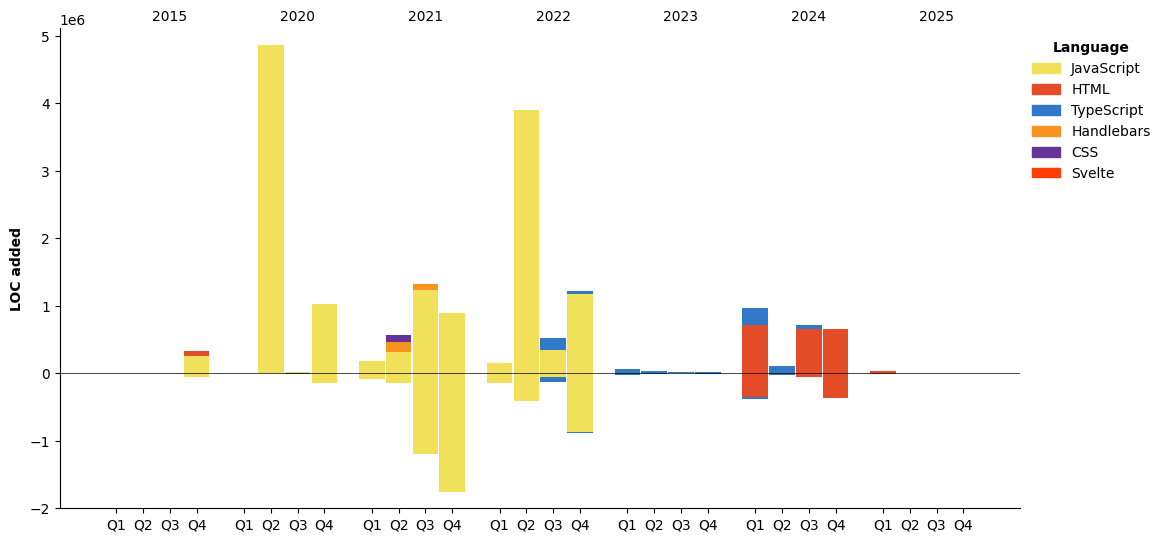 1e6
2015 2020 2021 2022 2023 2024 2025
Language
JavaScript
HTML
TypeScript
Handlebars
CSS
Svelte
LOC added
5
4
3
2
1
0
−1
−2
Q1 Q2 Q3 Q4 Q1 Q2 Q3 Q4 Q1 Q2 Q3 Q4 Q1 Q2 Q3 Q4 Q1 Q2 Q3 Q4 Q1 Q2 Q3 Q4 Q1 Q2 Q3 Q4